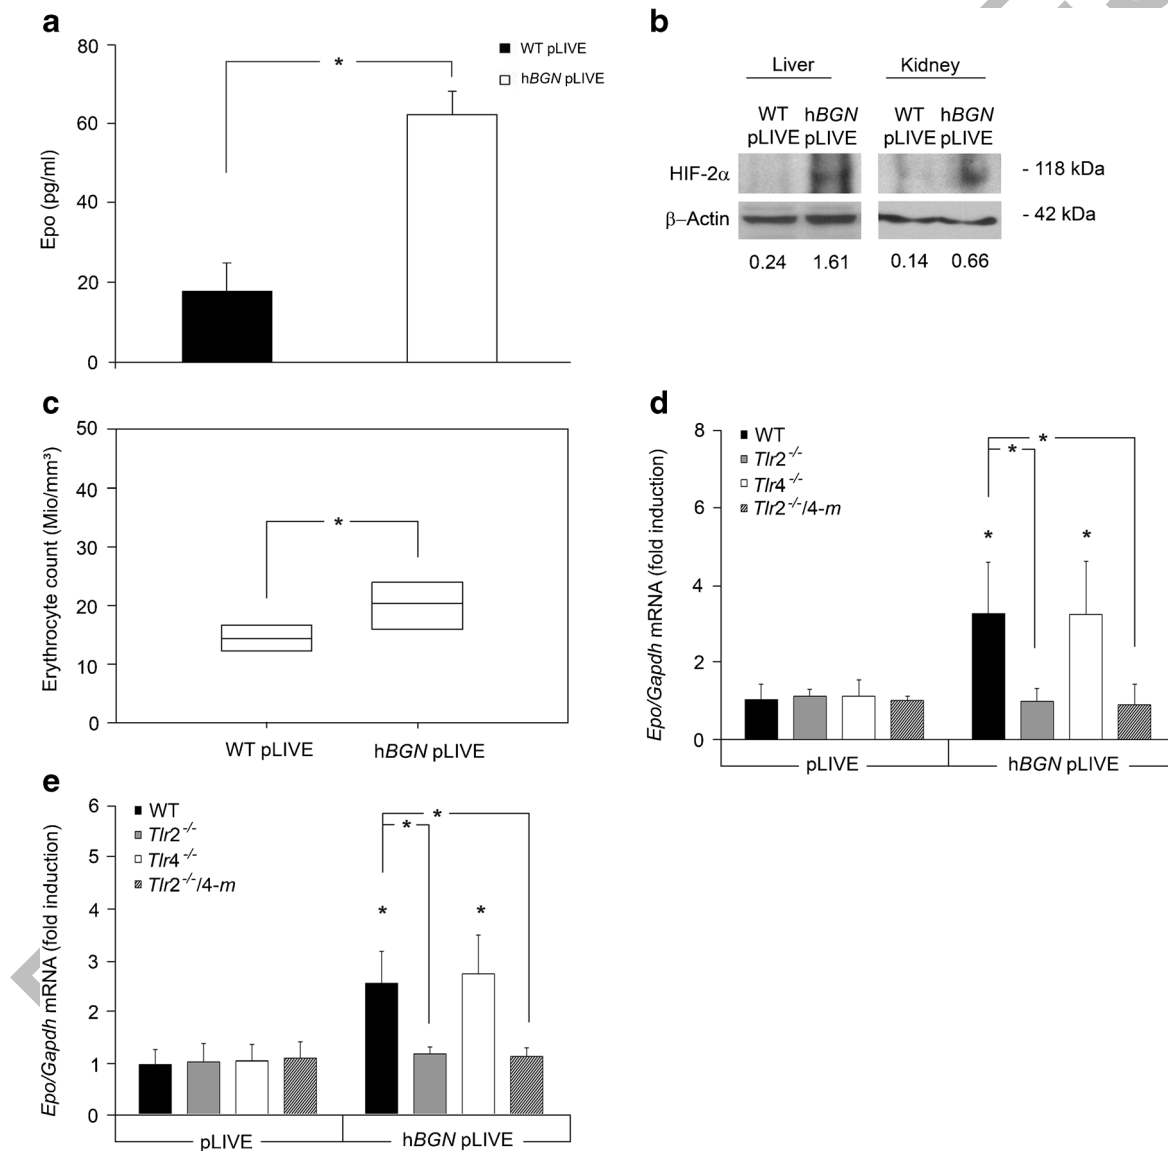 a
80
60
40
20
0
Epo (pg/ml)
*
WT pLIVE
hBGN pLIVE
b
Liver Kidney
WT hBGN WT hBGN
pLIVE pLIVE pLIVE pLIVE
HIF-2α - 118 kDa
β–Actin - 42 kDa
0.24 1.61 0.14 0.66
c
50
40
30
20
10
0
Erythrocyte count (Mio/mm³)
*
WT pLIVE hBGN pLIVE
d
8
6
4
2
0
Epo/Gapdh mRNA (fold induction)
WT
Tlr2-/-
Tlr4-/-
Tlr2-/-/4-m
*
*
* *
pLIVE hBGN pLIVE
e
6
5
4
3
2
1
0
Epo/Gapdh mRNA (fold induction)
WT
Tlr2-/-
Tlr4-/-
Tlr2-/-/4-m
*
*
* *
pLIVE hBGN pLIVE